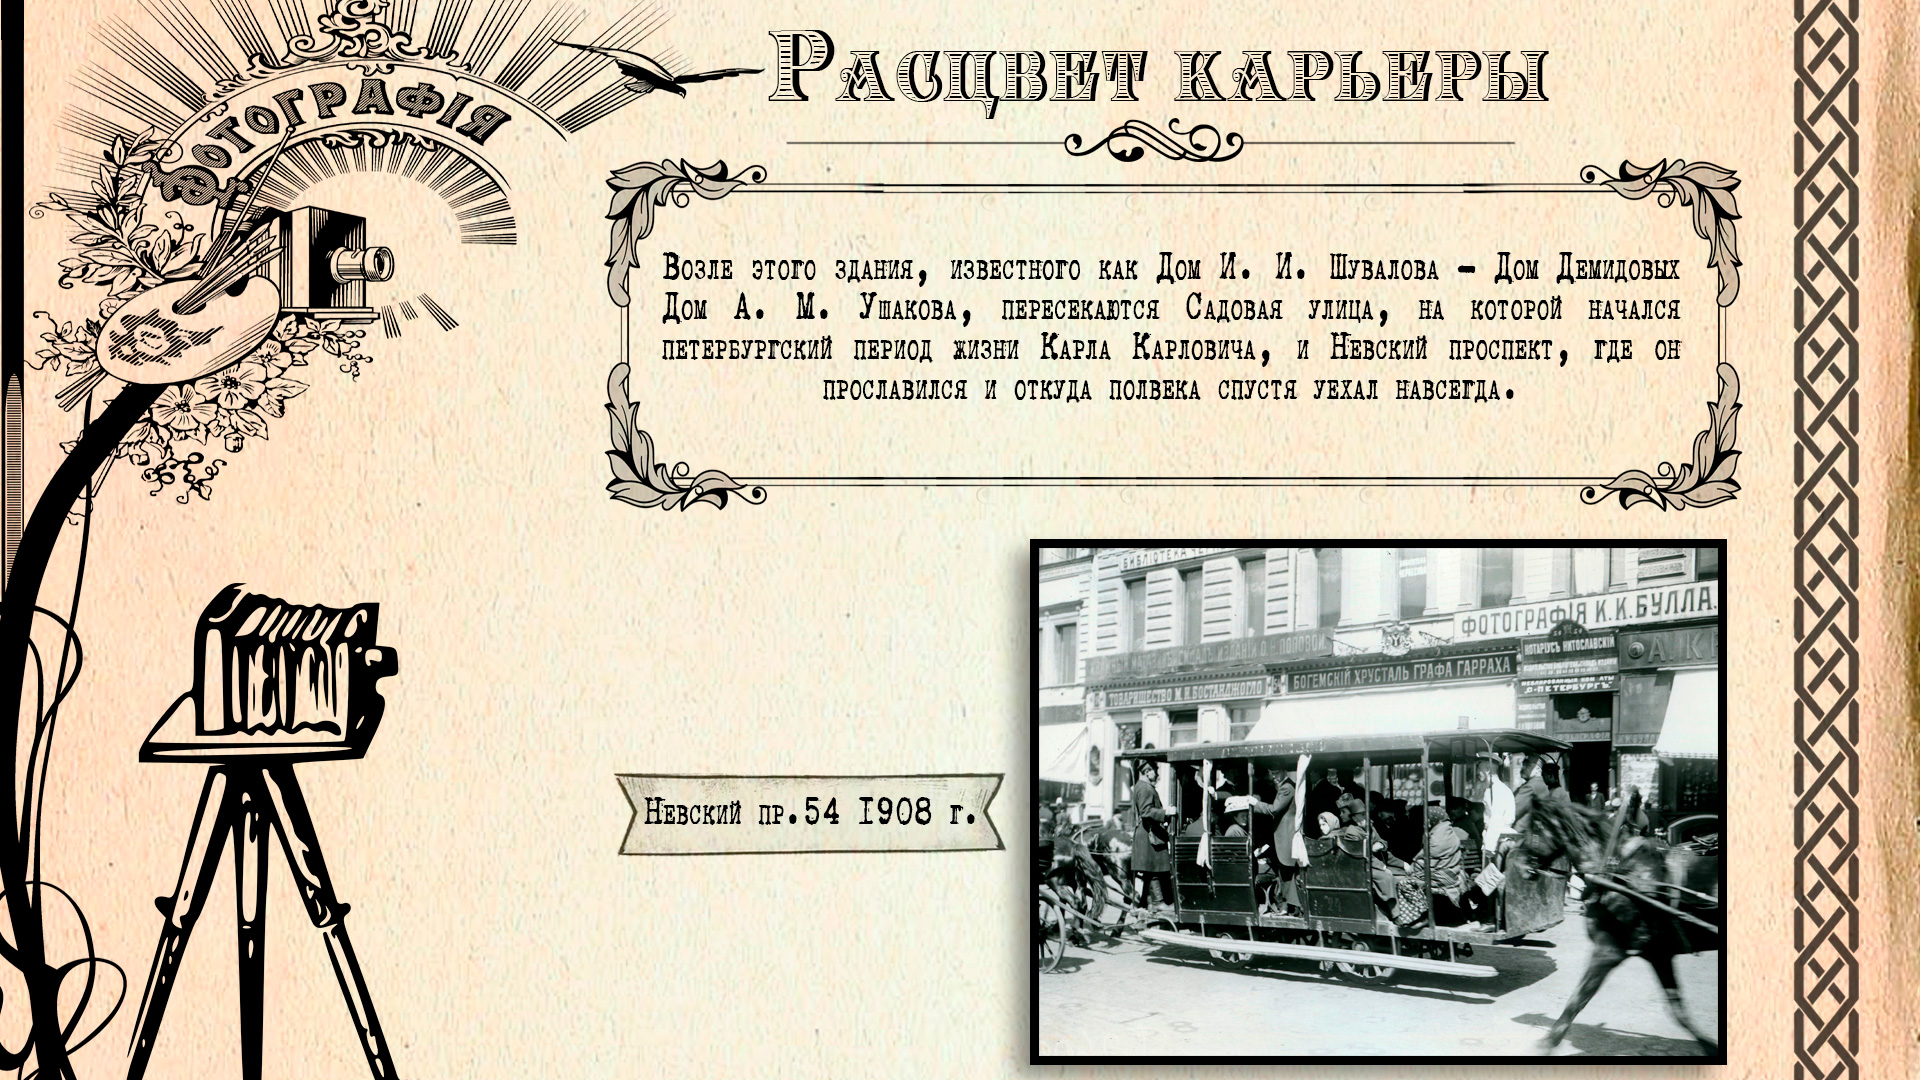 ФОТОГРАФІЯ
Расцвет карьеры
Возле этого здания, известного как Дом И. И. Шувалова – Дом Демидовых
Дом А. М. Ушакова, пересекаются Садовая улица, на которой начался
петербургский период жизни Карла Карловича, и Невский проспект, где он
прославился и откуда полвека спустя уехал навсегда.
Невский пр.54 1908 г.
БИБЛІОТЕКА
ФОТОГРАФІЯ К.К.БУЛЛА.
НОТАРІУСЪ
О. Н. ПОПОВОЙ
БОГЕМСКІЙ ХРУСТАЛЬ ГРАФА ГАРРАХА
ТОВАРИЩЕСТВО М.И.БОСТАНДЖОГЛО
С-ПЕТЕРБУРГЪ